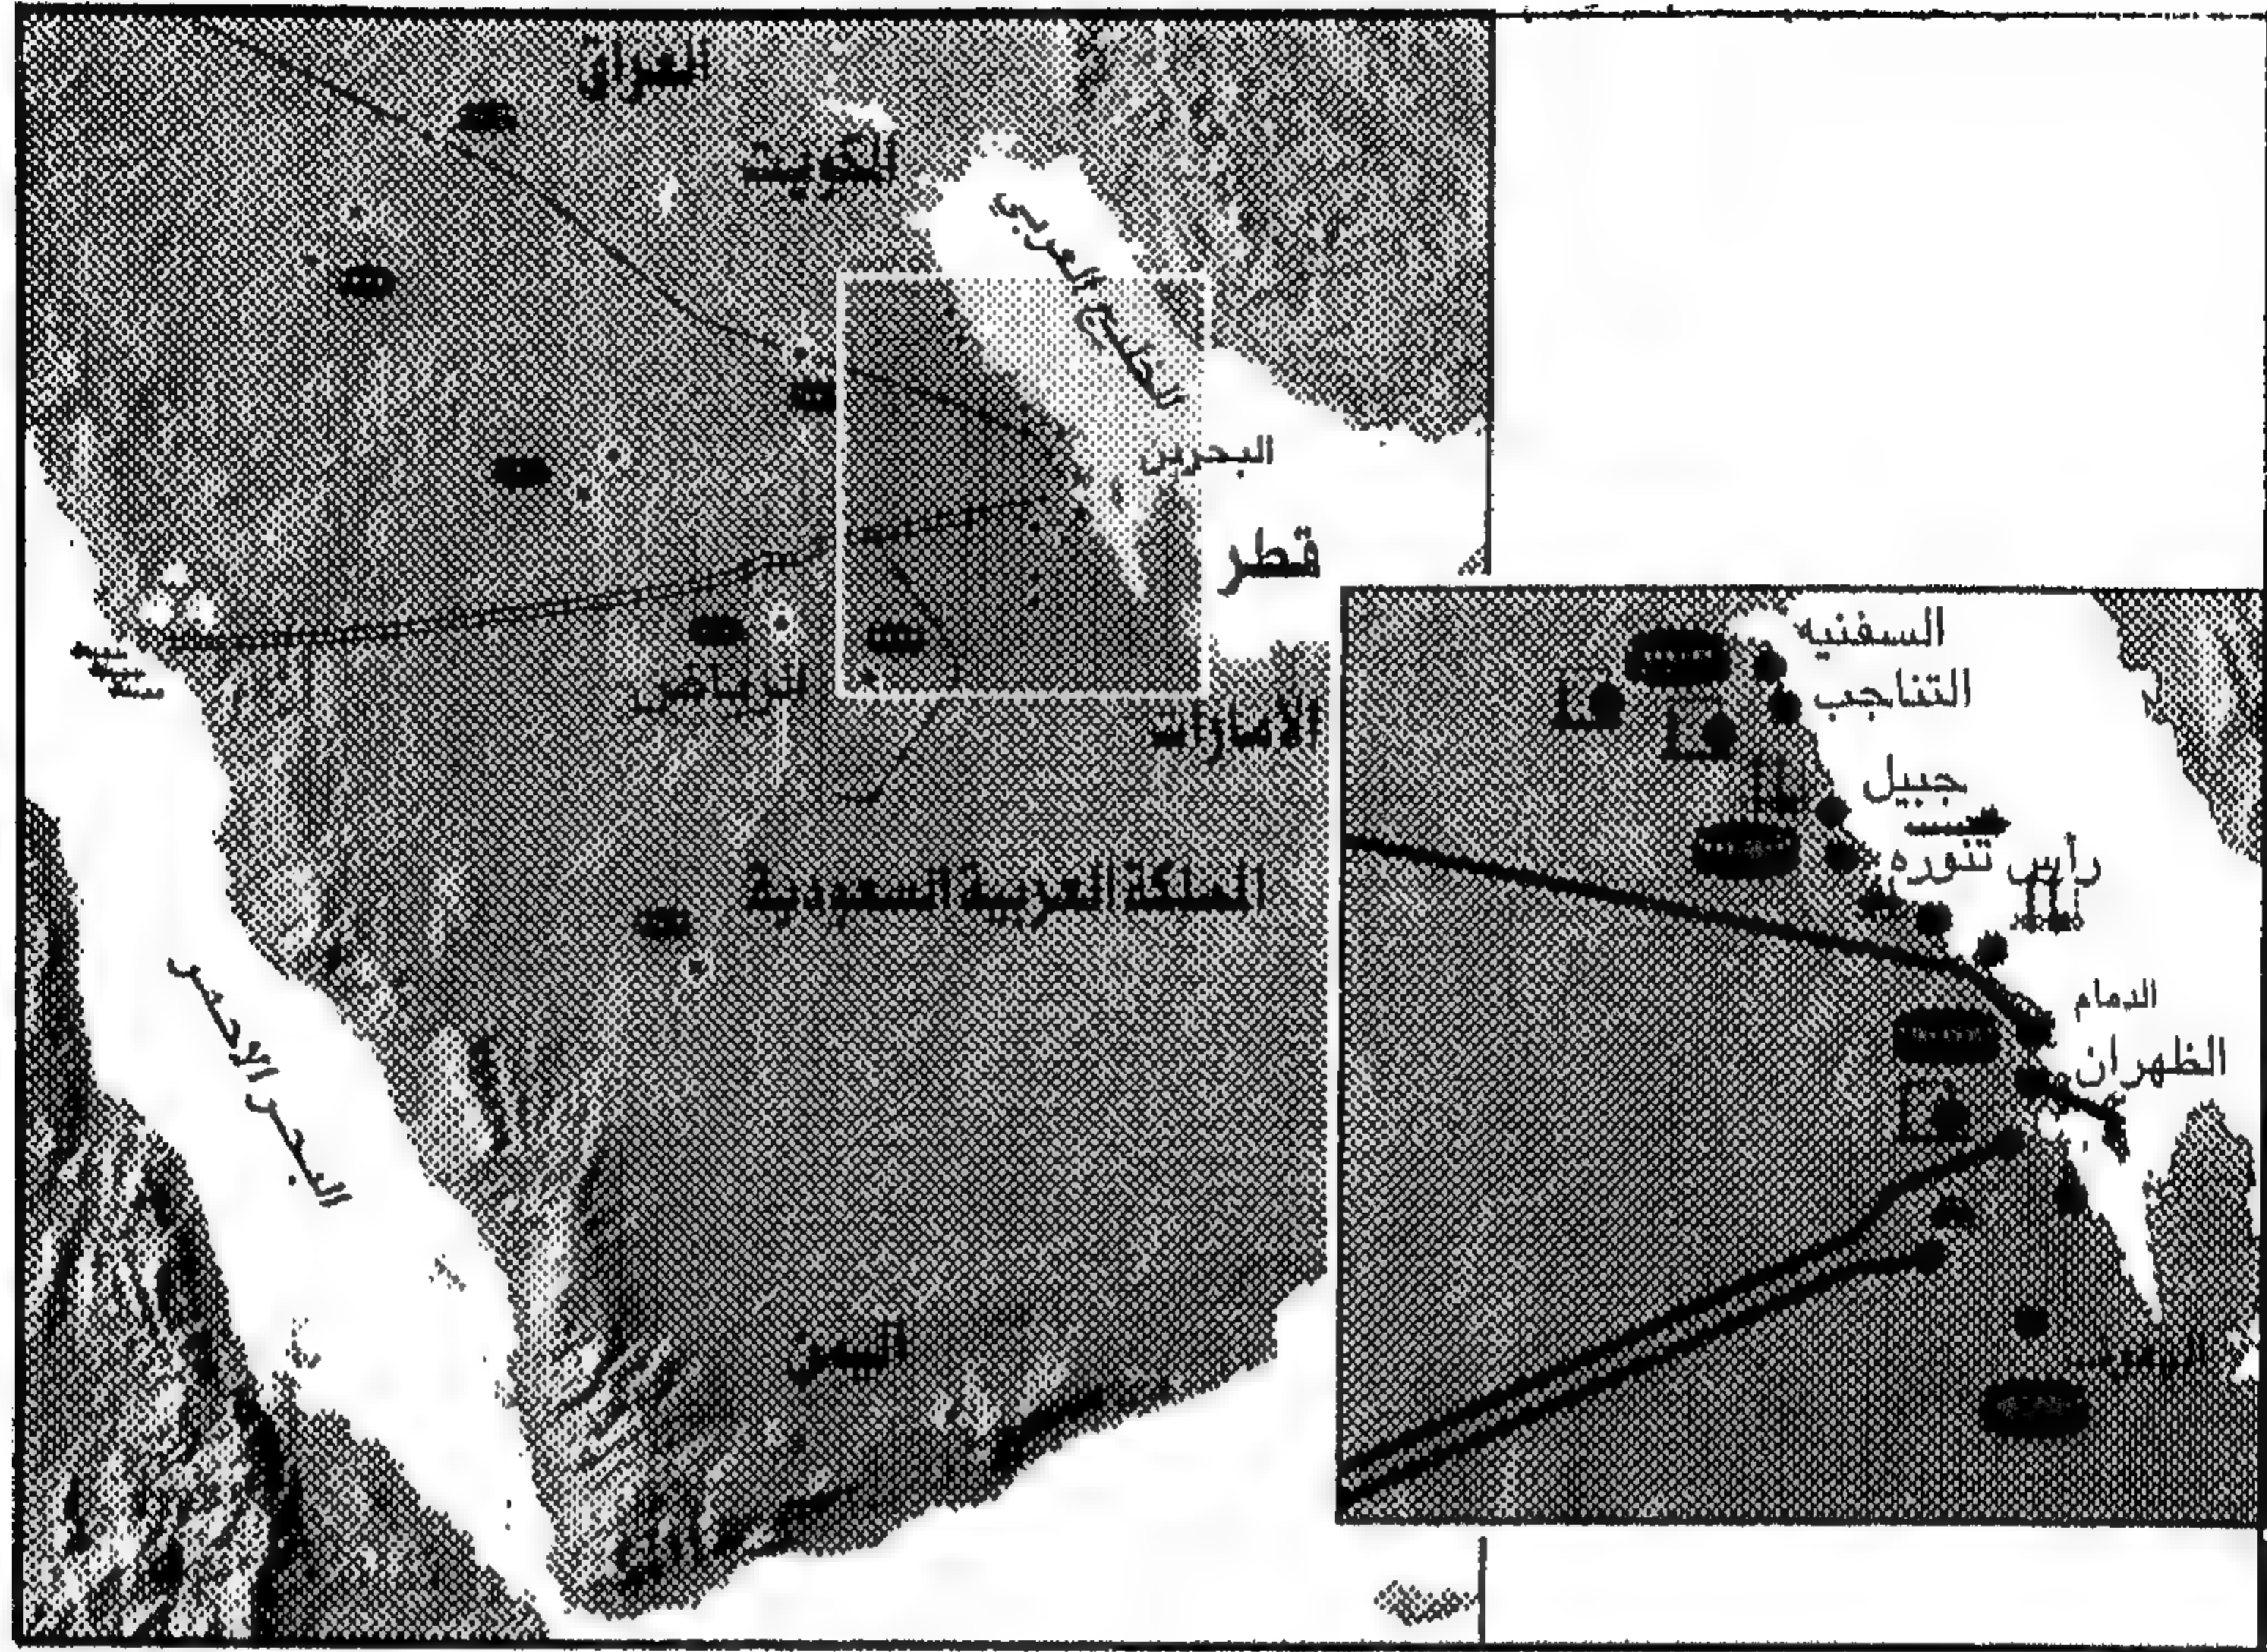 العراق
الكويت
الخليج العربي
البحرين
قطر
الرياض
الامارات
المملكة العربية السعودية
البحر الاحمر
اليمن
السفنيه
التناجب
جبيل
رأس تنوره
الدمام
الظهران